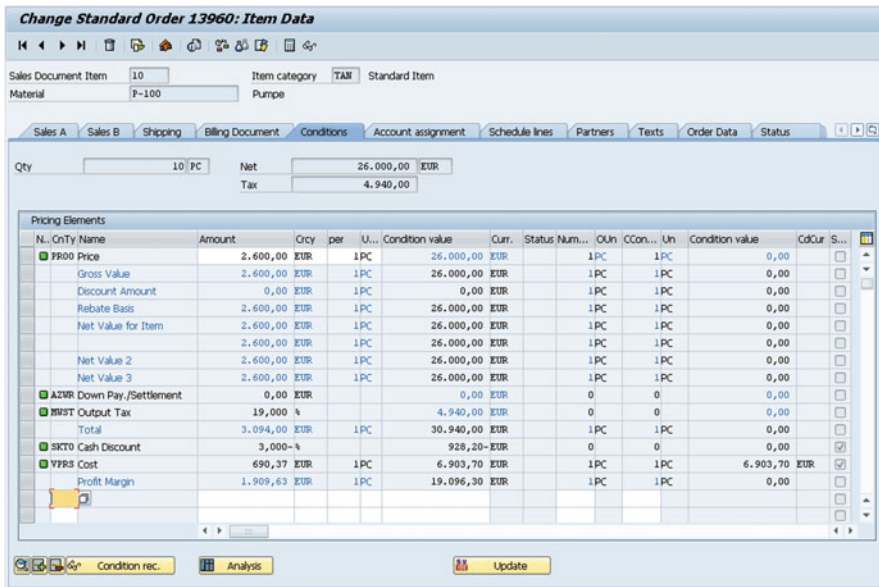 Change Standard Order 13960: Item Data
Sales Document Item 10 Item category TAN Standard Item
Material P-100 Pumpe
Sales A Sales B Shipping Billing Document Conditions Account assignment Schedule lines Partners Texts Order Data Status
Qty 10 PC Net 26.000,00 EUR
Tax 4.940,00
Pricing Elements
N.. CnTy Name Amount Crcy per U... Condition value Curr. Status Num... OUn CCon... Un Condition value CdCur S...
PR00 Price 2.600,00 EUR 1 PC 26.000,00 EUR 1 PC 1 PC 0,00
Gross Value 2.600,00 EUR 1 PC 26.000,00 EUR 1 PC 1 PC 0,00
Discount Amount 0,00 EUR 1 PC 0,00 EUR 1 PC 1 PC 0,00
Rebate Basis 2.600,00 EUR 1 PC 26.000,00 EUR 1 PC 1 PC 0,00
Net Value for Item 2.600,00 EUR 1 PC 26.000,00 EUR 1 PC 1 PC 0,00
2.600,00 EUR 1 PC 26.000,00 EUR 1 PC 1 PC 0,00
Net Value 2 2.600,00 EUR 1 PC 26.000,00 EUR 1 PC 1 PC 0,00
Net Value 3 2.600,00 EUR 1 PC 26.000,00 EUR 1 PC 1 PC 0,00
AZWR Down Pay./Settlement 0,00 EUR 0,00 EUR 0 0 0,00
MWST Output Tax 19,000 % 4.940,00 EUR 0 0 0,00
Total 3.094,00 EUR 1 PC 30.940,00 EUR 1 PC 1 PC 0,00
SKTO Cash Discount 3,000- % 928,20- EUR 0 0 0,00
VPRS Cost 690,37 EUR 1 PC 6.903,70 EUR 1 PC 1 PC 6.903,70 EUR
Profit Margin 1.909,63 EUR 1 PC 19.096,30 EUR 1 PC 1 PC 0,00
Condition rec. Analysis Update